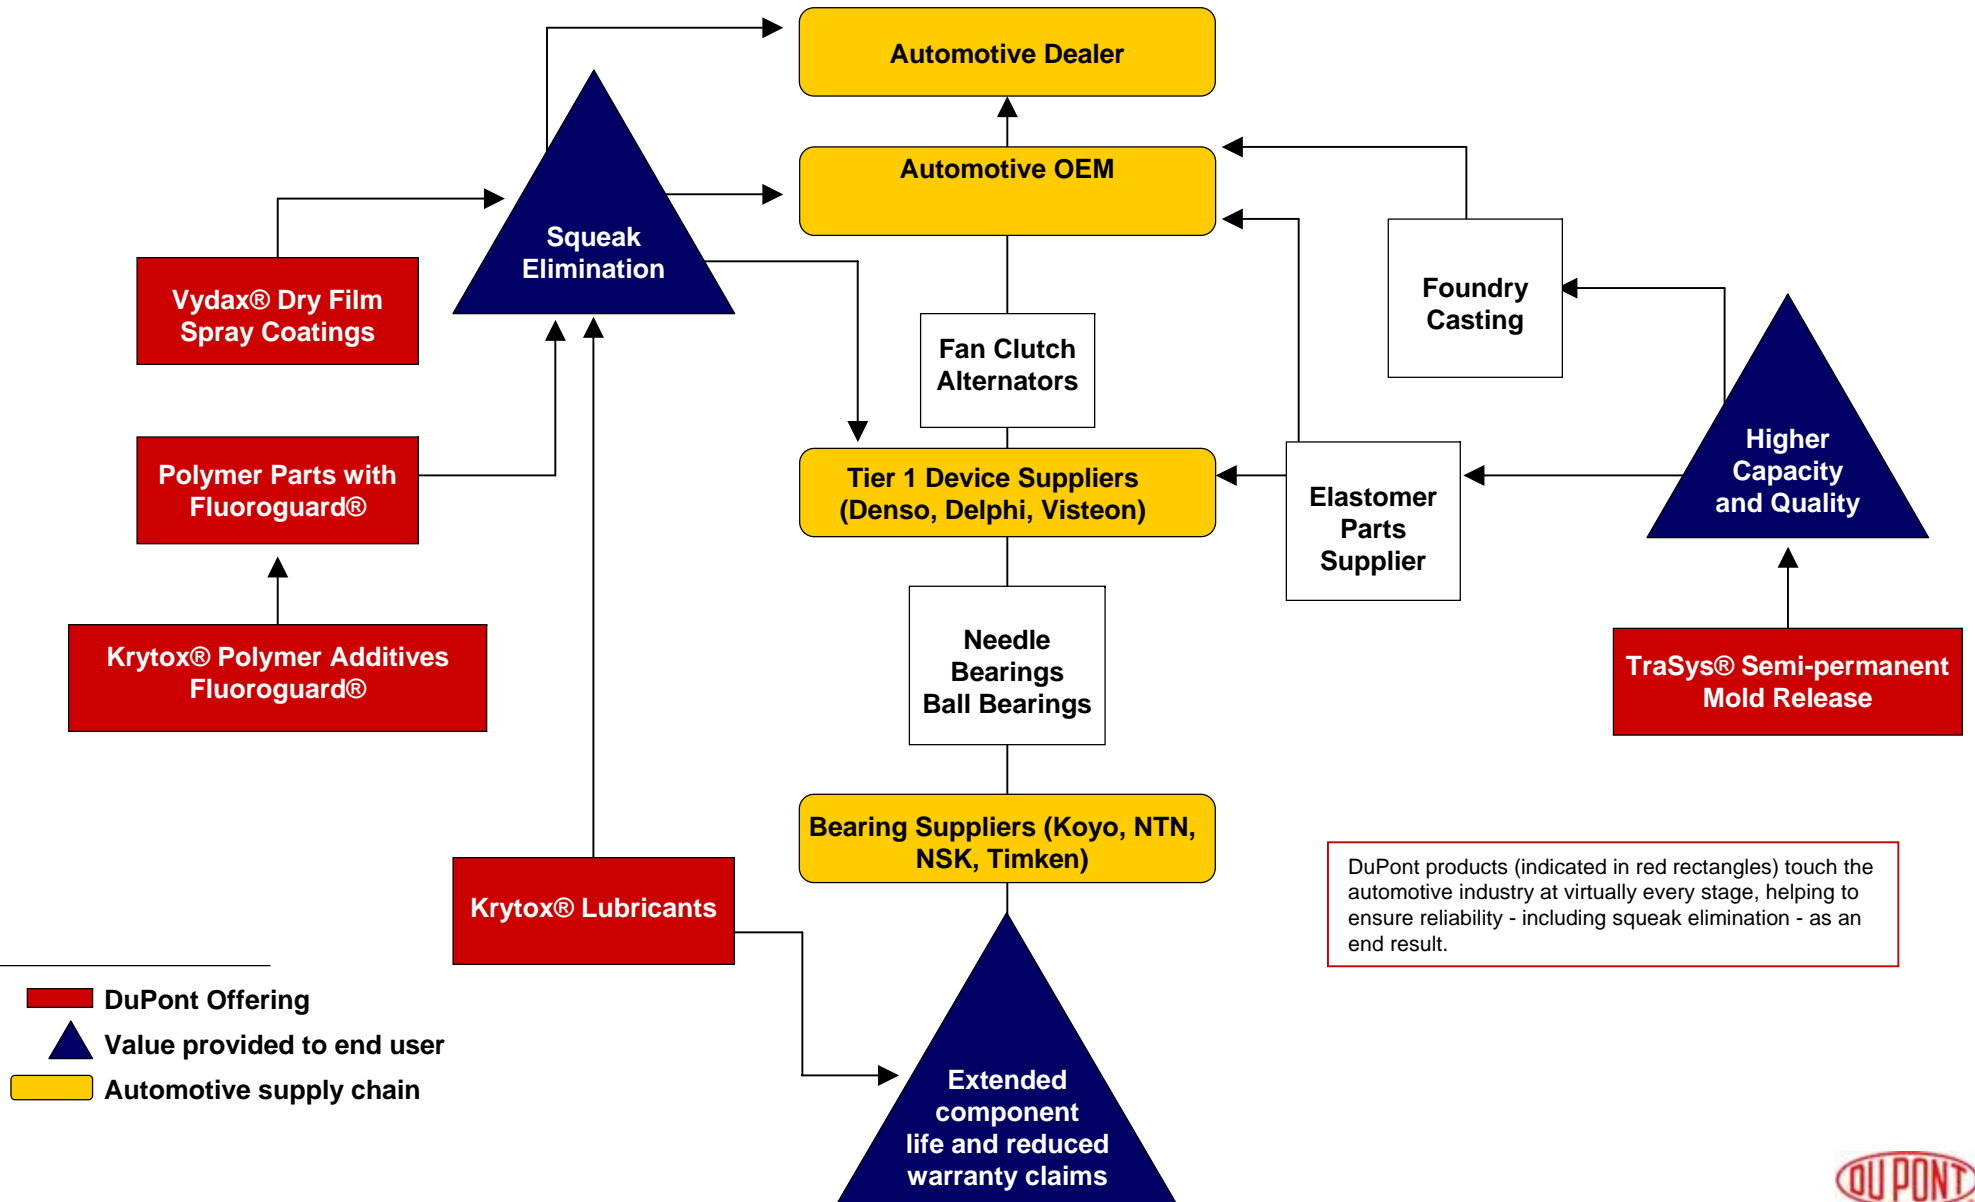 Automotive Dealer
Automotive OEM
Squeak
Elimination
Vydax® Dry Film
Spray Coatings
Foundry
Casting
Fan Clutch
Alternators
Higher
Capacity
and Quality
Polymer Parts with
Fluoroguard®
Tier 1 Device Suppliers
(Denso, Delphi, Visteon)
Elastomer
Parts
Supplier
Krytox® Polymer Additives
Fluoroguard®
Needle
Bearings
Ball Bearings
TraSys® Semi-permanent
Mold Release
Bearing Suppliers (Koyo, NTN,
NSK, Timken)
Krytox® Lubricants
DuPont products (indicated in red rectangles) touch the
automotive industry at virtually every stage, helping to
ensure reliability - including squeak elimination - as an
end result.
DuPont Offering
Value provided to end user
Automotive supply chain
Extended
component
life and reduced
warranty claims
DU PONT